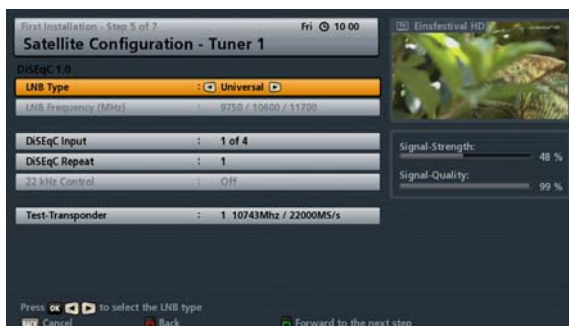 First Installation - Step 5 of 7
Fri 10 00
Satellite Configuration - Tuner 1
DiSEqC 1.0
LNB Type : Universal
LNB Frequency (MHz) : 9750 / 10600 / 11700
DiSEqC Input : 1 of 4
DiSEqC Repeat : 1
22 kHz Control : Off
Test-Transponder : 1 10743Mhz / 22000MS/s
TV Einsfestival HD
Signal-Strength:
48 %
Signal-Quality:
99 %
Press OK to select the LNB type
Cancel Back Forward to the next step